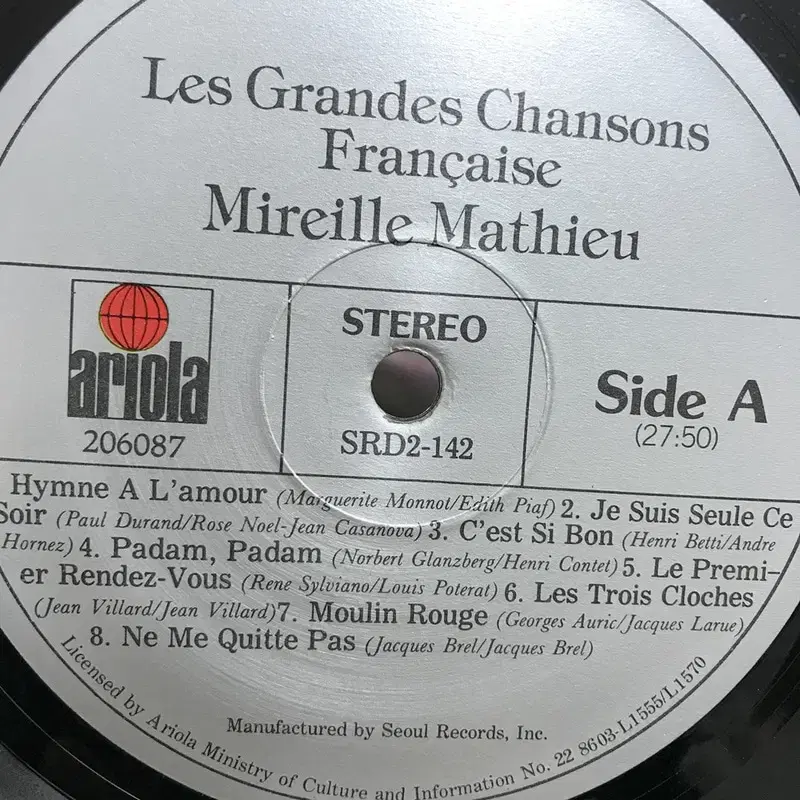 Les Grandes Chansons
Française
Mireille Mathieu
ariola
206087
STEREO
SRD2-142
Side A
(27:50)
Hymne A L'amour (Marguerite Monnot/Edith Piaf) 2. Je Suis Seule Ce
Soir (Paul Durand/Rose Noel-Jean Casanova) 3. C'est Si Bon (Henri Betti/Andre
Hornez) 4. Padam, Padam (Norbert Glanzberg/Henri Contet) 5. Le Premi-
er Rendez-Vous (Rene Sylviano/Louis Poterat) 6. Les Trois Cloches
(Jean Villard/Jean Villard) 7. Moulin Rouge (Georges Auric/Jacques Larue)
8. Ne Me Quitte Pas (Jacques Brel/Jacques Brel)
Manufactured by Seoul Records, Inc.
Licensed by Ariola Ministry of Culture and Information No. 22 8603-L1555/L1570